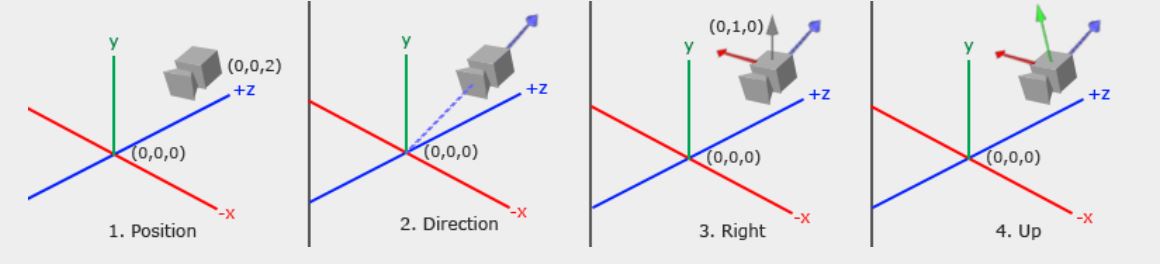 y
(0,0,2)
+z
(0,0,0)
-x
1. Position
y
+z
(0,0,0)
-x
2. Direction
(0,1,0)
y
+z
(0,0,0)
-x
3. Right
y
+z
(0,0,0)
-x
4. Up